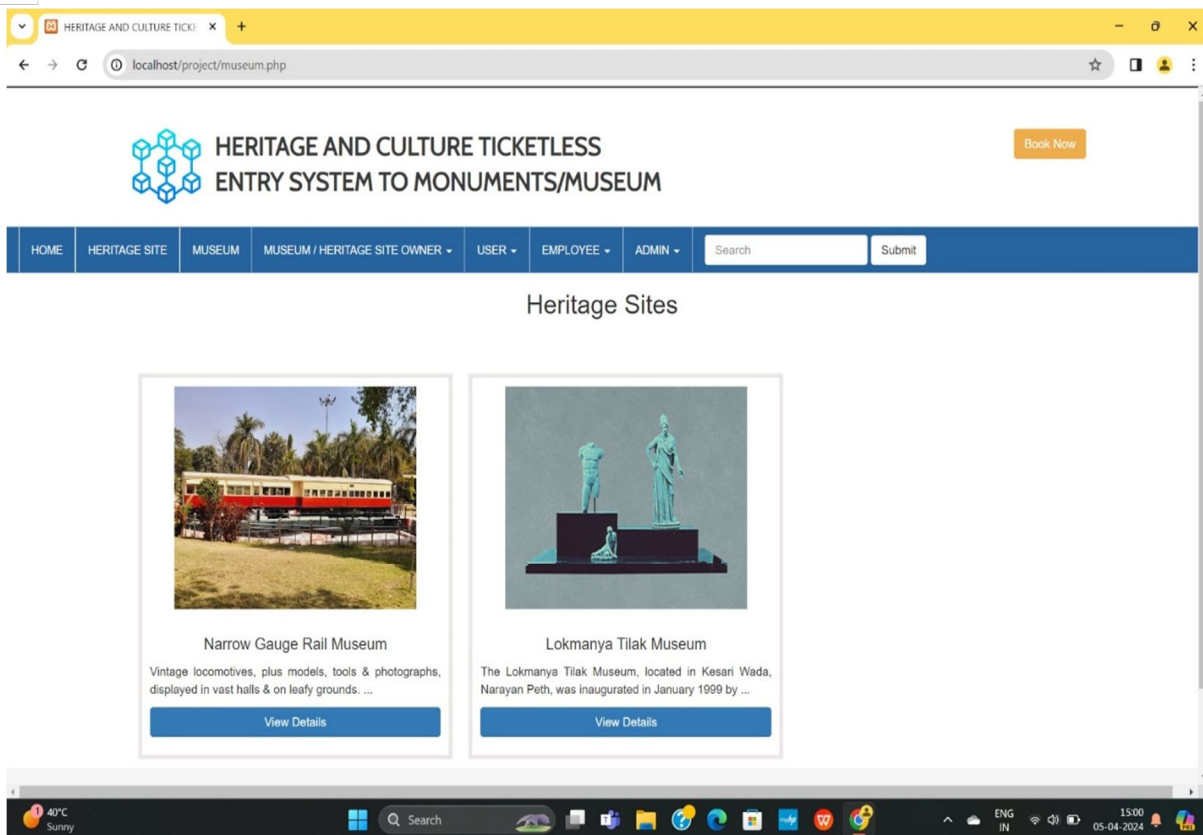 HERITAGE AND CULTURE TICKE
localhost/project/museum.php
HERITAGE AND CULTURE TICKETLESS
ENTRY SYSTEM TO MONUMENTS/MUSEUM
Book Now
HOME HERITAGE SITE MUSEUM MUSEUM / HERITAGE SITE OWNER USER EMPLOYEE ADMIN Search Submit
Heritage Sites
Narrow Gauge Rail Museum
Vintage locomotives, plus models, tools & photographs,
displayed in vast halls & on leafy grounds. ...
View Details
Lokmanya Tilak Museum
The Lokmanya Tilak Museum, located in Kesari Wada,
Narayan Peth, was inaugurated in January 1999 by ...
View Details
1
40°C
Sunny
Search
ENG
IN
15:00
05-04-2024